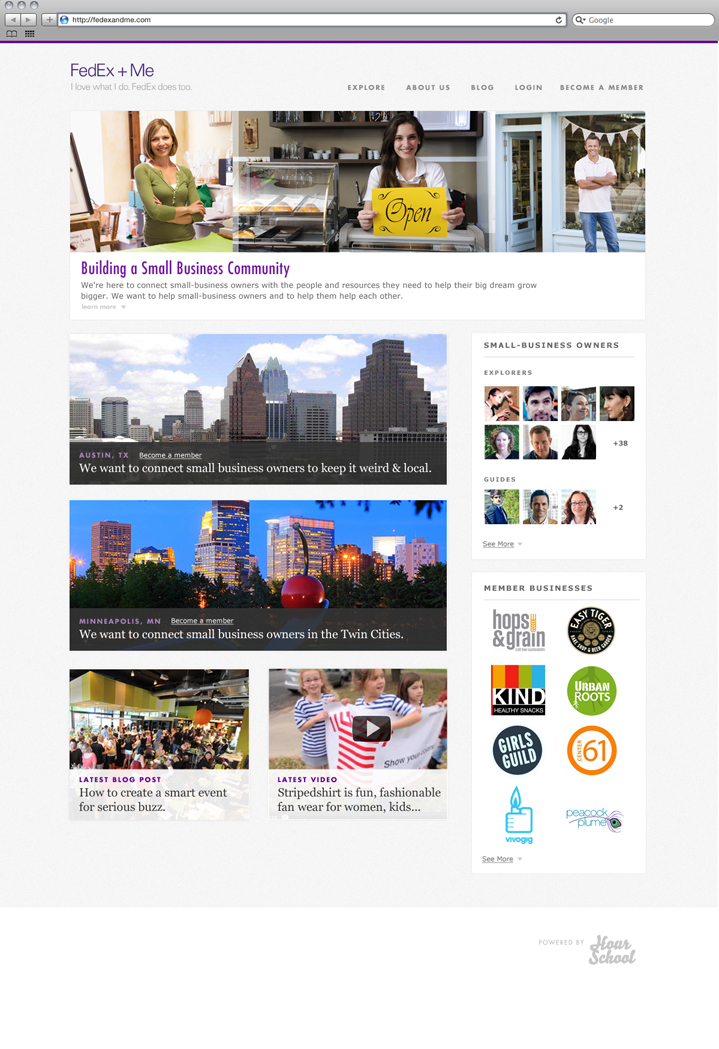 http://fedexandme.com
Google
FedEx + Me
I love what I do. FedEx does too.
EXPLORE ABOUT US BLOG LOGIN BECOME A MEMBER
Open
Building a Small Business Community
We're here to connect small-business owners with the people and resources they need to help their big dream grow
bigger. We want to help small-business owners and to help them help each other.
learn more
AUSTIN, TX Become a member
We want to connect small business owners to keep it weird & local.
MINNEAPOLIS, MN Become a member
We want to connect small business owners in the Twin Cities.
LATEST BLOG POST
How to create a smart event
for serious buzz.
Show your
LATEST VIDEO
Stripedshirt is fun, fashionable
fan wear for women, kids...
SMALL-BUSINESS OWNERS
EXPLORERS
+38
GUIDES
+2
See More
MEMBER BUSINESSES
hops
&grain
EASY TIGER
BAKE SHOP & BEER GARDEN
KIND
HEALTHY SNACKS
URBAN
ROOTS
GIRLS
GUILD
CENTER
61
vivogig
peacock
plume
See More
POWERED BY Hour
School